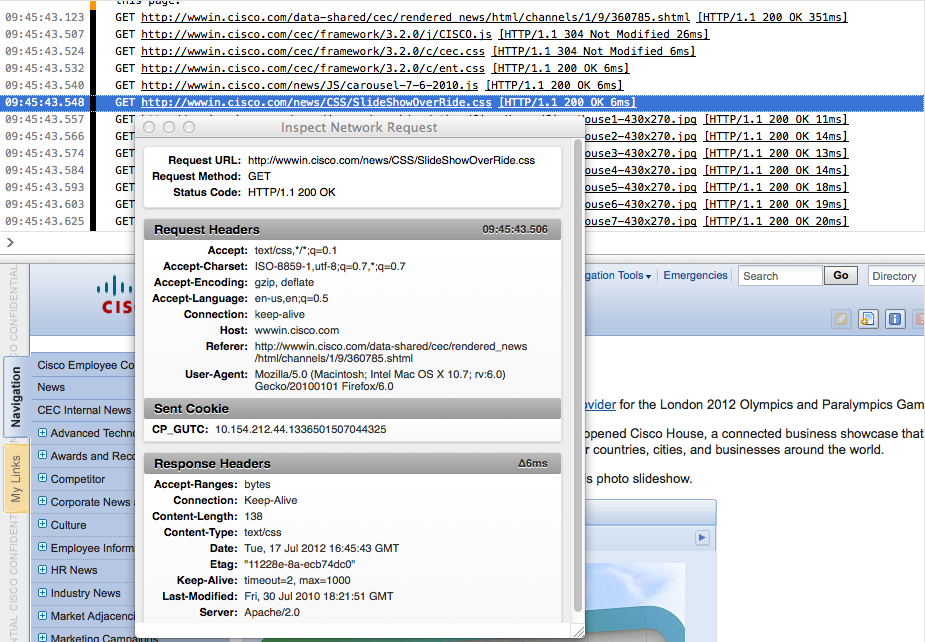 this page.
09:45:43.123 GET http://wwwin.cisco.com/data-shared/cec/rendered_news/html/channels/1/9/360785.shtml [HTTP/1.1 200 OK 351ms]
09:45:43.507 GET http://wwwin.cisco.com/cec/framework/3.2.0/j/CISCO.js [HTTP/1.1 304 Not Modified 26ms]
09:45:43.524 GET http://wwwin.cisco.com/cec/framework/3.2.0/c/cec.css [HTTP/1.1 304 Not Modified 6ms]
09:45:43.532 GET http://wwwin.cisco.com/cec/framework/3.2.0/c/ent.css [HTTP/1.1 200 OK 6ms]
09:45:43.540 GET http://wwwin.cisco.com/news/JS/carousel-7-6-2010.js [HTTP/1.1 200 OK 6ms]
09:45:43.548 GET http://wwwin.cisco.com/news/CSS/SlideShowOverRide.css [HTTP/1.1 200 OK 6ms]
09:45:43.557 GET ouse1-430x270.jpg [HTTP/1.1 200 OK 11ms]
09:45:43.566 GET ouse2-430x270.jpg [HTTP/1.1 200 OK 14ms]
09:45:43.574 GET ouse3-430x270.jpg [HTTP/1.1 200 OK 13ms]
09:45:43.584 GET ouse4-430x270.jpg [HTTP/1.1 200 OK 14ms]
09:45:43.593 GET ouse5-430x270.jpg [HTTP/1.1 200 OK 18ms]
09:45:43.603 GET ouse6-430x270.jpg [HTTP/1.1 200 OK 19ms]
09:45:43.625 GET ouse7-430x270.jpg [HTTP/1.1 200 OK 20ms]
Inspect Network Request
Request URL: http://wwwin.cisco.com/news/CSS/SlideShowOverRide.css
Request Method: GET
Status Code: HTTP/1.1 200 OK
Request Headers 09:45:43.506
Accept: text/css,*/*;q=0.1
Accept-Charset: ISO-8859-1,utf-8;q=0.7,*;q=0.7
Accept-Encoding: gzip, deflate
Accept-Language: en-us,en;q=0.5
Connection: keep-alive
Host: wwwin.cisco.com
Referer: http://wwwin.cisco.com/data-shared/cec/rendered_news
/html/channels/1/9/360785.shtml
User-Agent: Mozilla/5.0 (Macintosh; Intel Mac OS X 10.7; rv:6.0)
Gecko/20100101 Firefox/6.0
Sent Cookie
CP_GUTC: 10.154.212.44.1336501507044325
Response Headers Δ6ms
Accept-Ranges: bytes
Connection: Keep-Alive
Content-Length: 138
Content-Type: text/css
Date: Tue, 17 Jul 2012 16:45:43 GMT
Etag: "11228e-8a-ecb74dc0"
Keep-Alive: timeout=2, max=1000
Last-Modified: Fri, 30 Jul 2010 18:21:51 GMT
Server: Apache/2.0
CISCO CONFIDENTIAL
CIS
gation Tools Emergencies Search Go Directory
Navigation
My Links
Cisco Employee Co
News
CEC Internal News
Advanced Techn
Awards and Reco
Competitor
Corporate News
Culture
Employee Inform
HR News
Industry News
Market Adjacenci
Marketing Campaigns
ovider for the London 2012 Olympics and Paralympics Gam
opened Cisco House, a connected business showcase that
r countries, cities, and businesses around the world.
s photo slideshow.